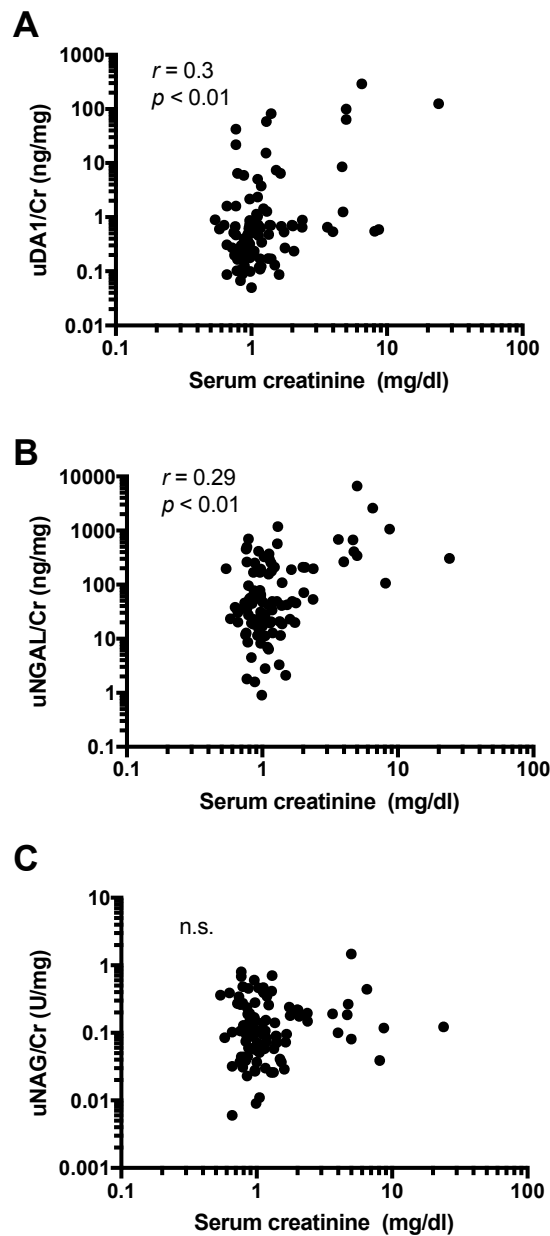 A
r = 0.3
p < 0.01
uDA1/Cr (ng/mg)
1000
100
10
1
0.1
0.01
0.1 1 10 100
Serum creatinine (mg/dl)
B
r = 0.29
p < 0.01
uNGAL/Cr (ng/mg)
10000
1000
100
10
1
0.1
0.1 1 10 100
Serum creatinine (mg/dl)
C
n.s.
uNAG/Cr (U/mg)
10
1
0.1
0.01
0.001
0.1 1 10 100
Serum creatinine (mg/dl)